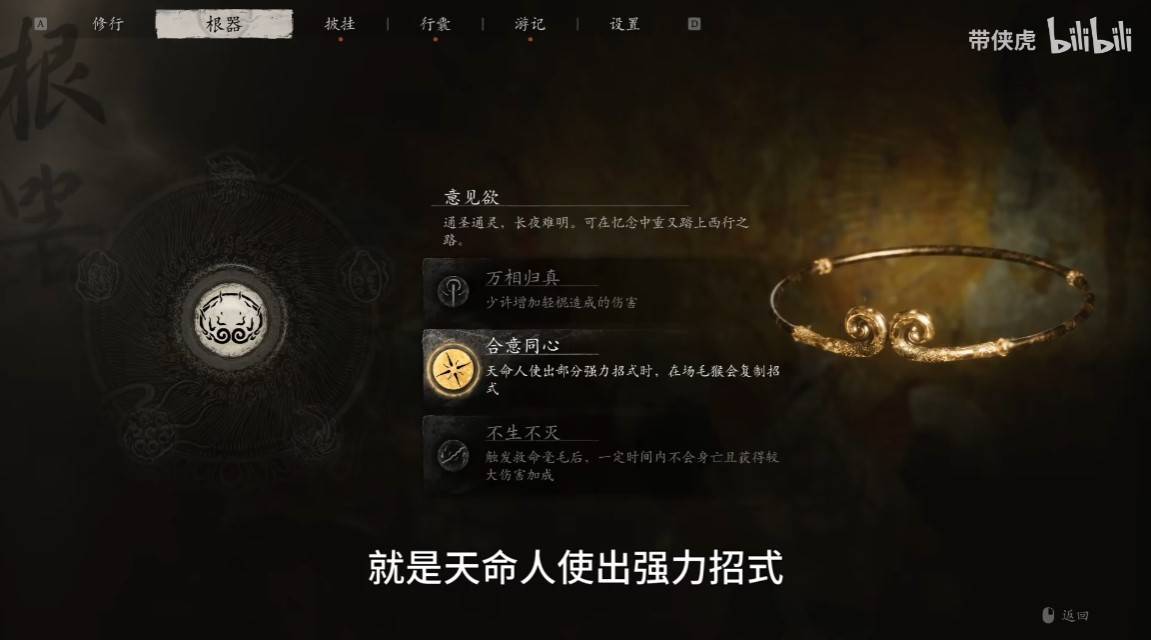 A
修行
根器
披挂
行囊
游记
设置
D
带侠虎 bilibili
根器
意见欲
通圣通灵，长夜难明。可在忆念中重又踏上西行之
路。
万相归真
少许增加轻棍造成的伤害
合意同心
天命人使出部分强力招式时，在场毛猴会复制招
式
不生不灭
触发救命毫毛后，一定时间内不会身亡且获得较
大伤害加成
就是天命人使出强力招式
返回